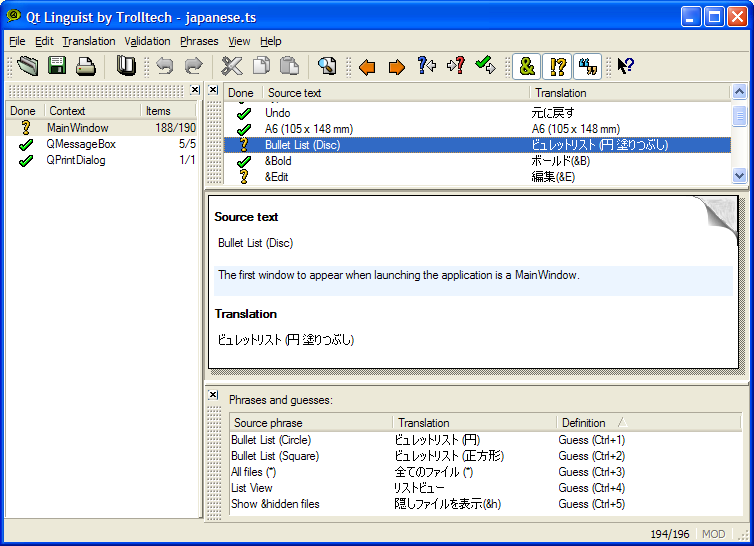 Qt Linguist by Trolltech - japanese.ts
File Edit Translation Validation Phrases View Help
Done Context Items
MainWindow 188/190
QMessageBox 5/5
QPrintDialog 1/1
Done Source text Translation
Undo 元に戻す
A6 (105 x 148 mm) A6 (105 x 148 mm)
Bullet List (Disc) ビュレットリスト (円 塗りつぶし)
&Bold ボールド(&B)
&Edit 編集(&E)
Source text
Bullet List (Disc)
The first window to appear when launching the application is a MainWindow.
Translation
ビュレットリスト (円 塗りつぶし)
Phrases and guesses:
Source phrase Translation Definition
Bullet List (Circle) ビュレットリスト (円) Guess (Ctrl+1)
Bullet List (Square) ビュレットリスト (正方形) Guess (Ctrl+2)
All files (*) 全てのファイル (*) Guess (Ctrl+3)
List View リストビュー Guess (Ctrl+4)
Show &hidden files 隠しファイルを表示(&h) Guess (Ctrl+5)
194/196 MOD